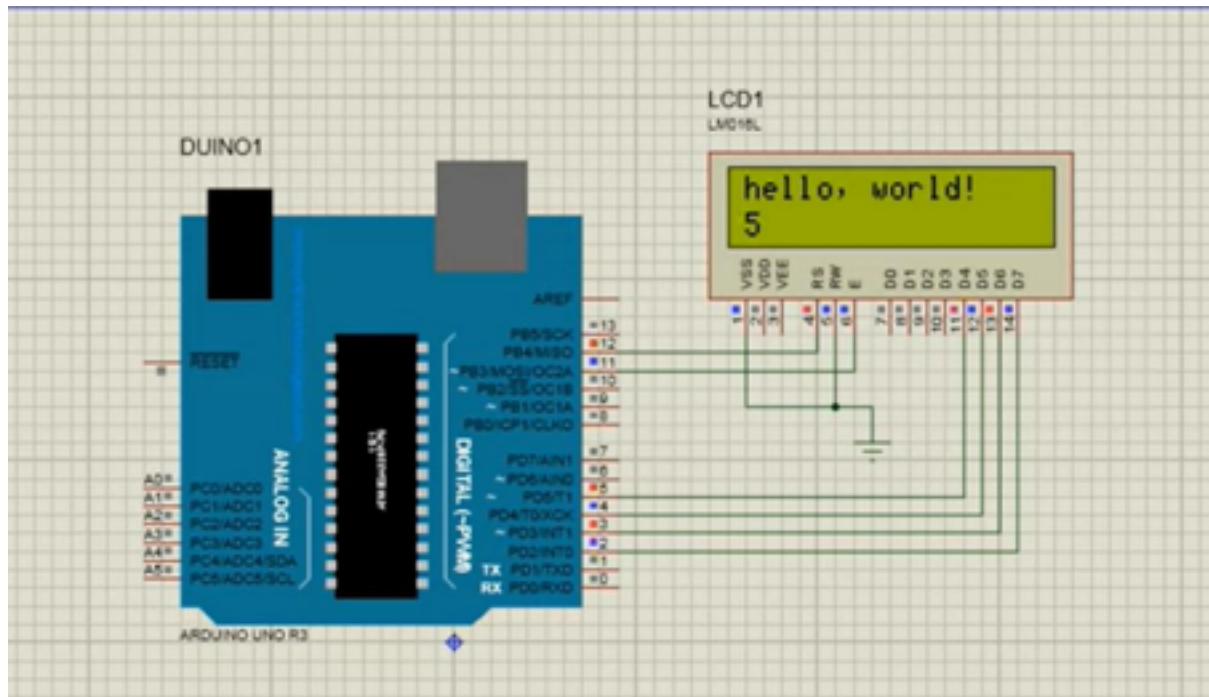 LCD1
LM016L
hello, world!
5
VSS
VDD
VEE
RS
RW
E
D0
D1
D2
D3
D4
D5
D6
D7
1
2
3
4
5
6
7
8
9
10
11
12
13
14
DUINO1
RESET
AREF
PB5/SCK 13
PB4/MISO 12
~PB3/MOSI/OC2A 11
~ PB2/SS/OC1B 10
~ PB1/OC1A 9
PB0/ICP1/CLKO 8
PD7/AIN1 7
~ PD6/AIN0 6
~ PD5/T1 5
PD4/T0/XCK 4
~ PD3/INT1 3
PD2/INT0 2
TX PD1/TXD 1
RX PD0/RXD 0
DIGITAL (~PWM)
ANALOG IN
A0 PC0/ADC0
A1 PC1/ADC1
A2 PC2/ADC2
A3 PC3/ADC3
A4 PC4/ADC4/SDA
A5 PC5/ADC5/SCL
ARDUINO UNO R3